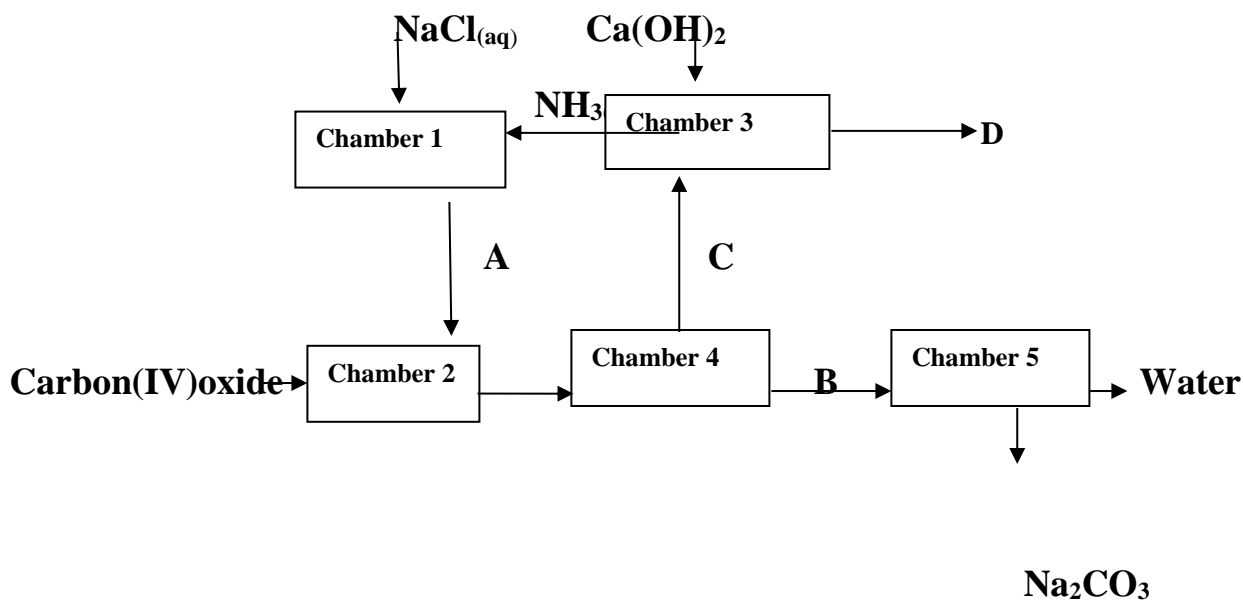 NaCl(aq) Ca(OH)₂
NH₃(
Chamber 1
Chamber 3
D
A
C
Carbon(IV)oxide
Chamber 2
Chamber 4
B
Chamber 5
Water
Na₂CO₃